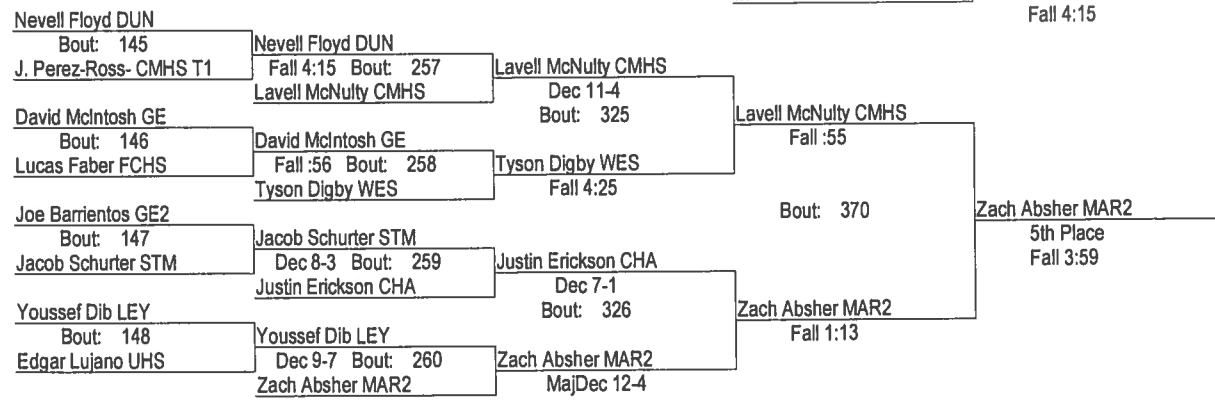 Fall 4:15
Nevell Floyd DUN
Bout: 145
J. Perez-Ross- CMHS T1
Nevell Floyd DUN
Fall 4:15 Bout: 257
Lavell McNulty CMHS
Lavell McNulty CMHS
Dec 11-4
Bout: 325
David McIntosh GE
Bout: 146
Lucas Faber FCHS
David McIntosh GE
Fall :56 Bout: 258
Tyson Digby WES
Tyson Digby WES
Fall 4:25
Lavell McNulty CMHS
Fall :55
Bout: 370
Joe Barrientos GE2
Bout: 147
Jacob Schurter STM
Jacob Schurter STM
Dec 8-3 Bout: 259
Justin Erickson CHA
Justin Erickson CHA
Dec 7-1
Bout: 326
Youssef Dib LEY
Bout: 148
Edgar Lujano UHS
Youssef Dib LEY
Dec 9-7 Bout: 260
Zach Absher MAR2
Zach Absher MAR2
MajDec 12-4
Zach Absher MAR2
Fall 1:13
Zach Absher MAR2
5th Place
Fall 3:59